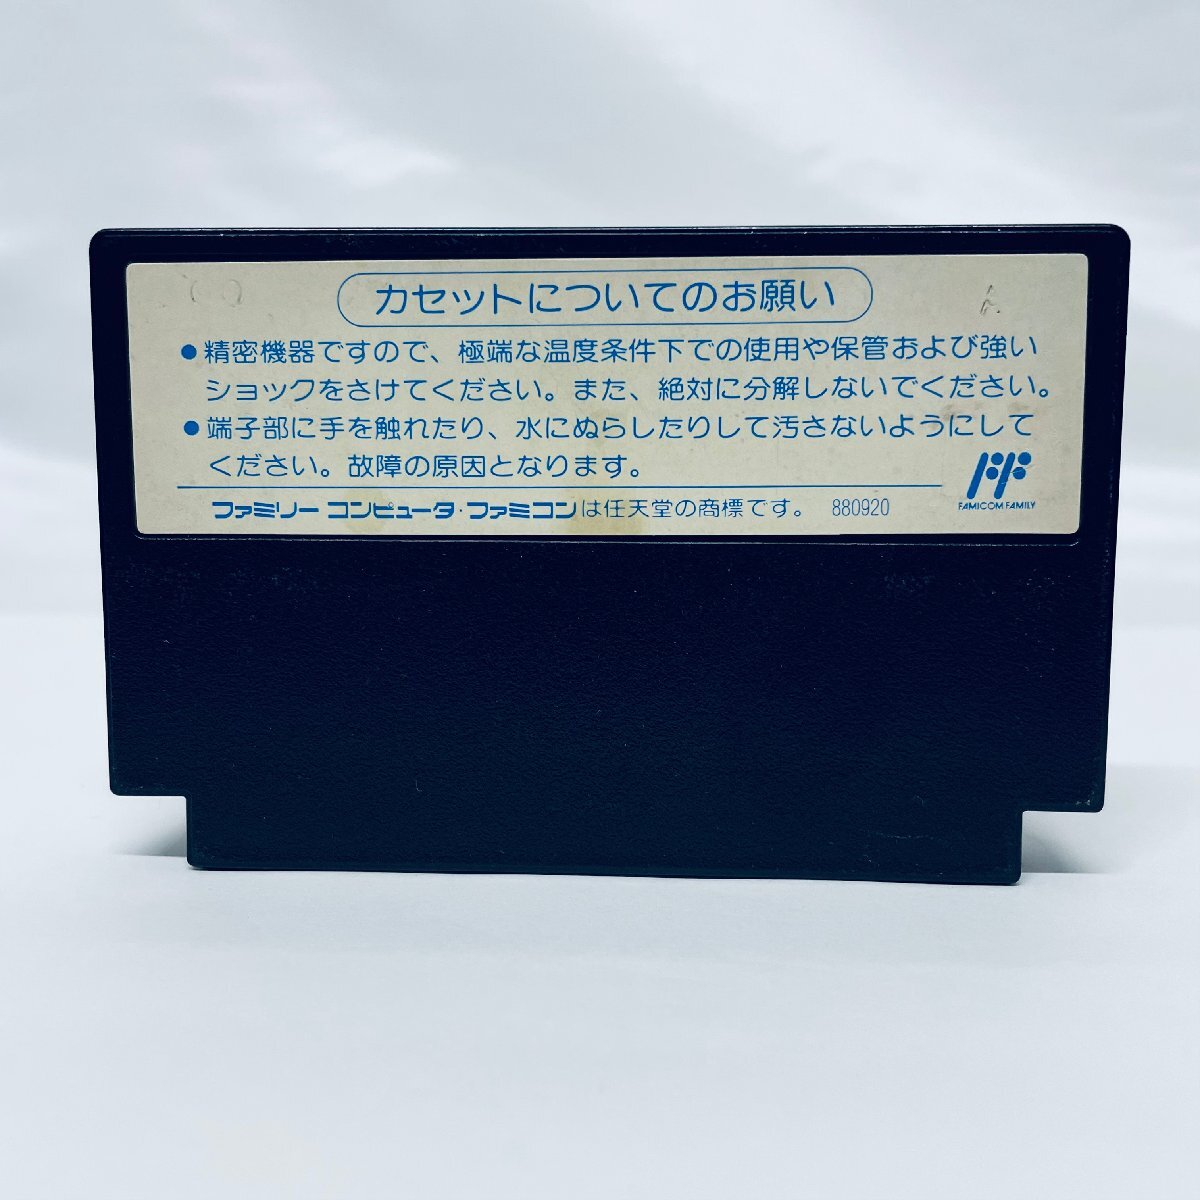 カセットについてのお願い
●精密機器ですので、極端な温度条件下での使用や保管および強い
ショックをさけてください。また、絶対に分解しないでください。
●端子部に手を触れたり、水にぬらしたりして汚さないようにして
ください。故障の原因となります。
FF
FAMICOM FAMILY
ファミリー コンピュータ・ファミコンは任天堂の商標です。 880920